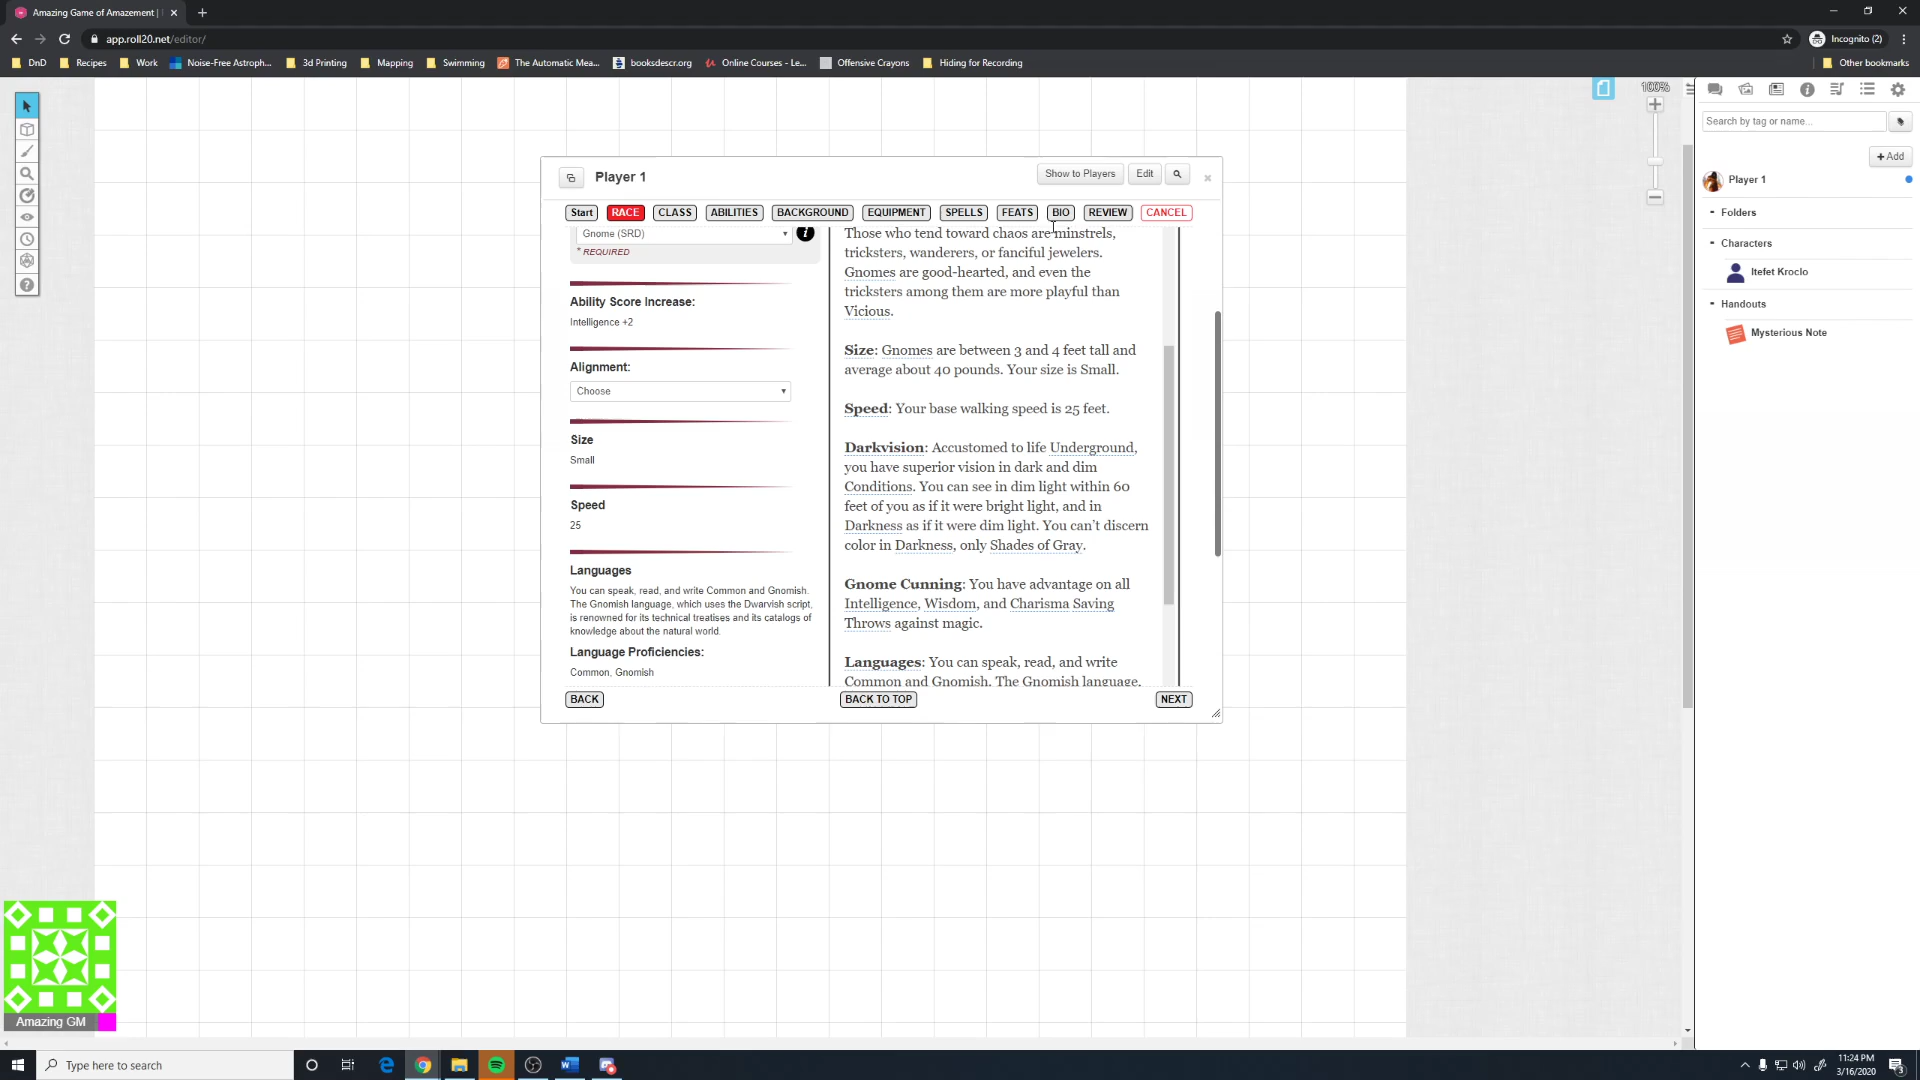 Amazing Game of Amazement |
app.roll20.net/editor/
Incognito (2)
DnD
Recipes
Work
Noise-Free Astroph...
3d Printing
Mapping
Swimming
The Automatic Mea...
booksdescr.org
Online Courses - Le...
Offensive Crayons
Hiding for Recording
Other bookmarks
100%
Search by tag or name...
+ Add
Player 1
Folders
Characters
Itefet Kroclo
Handouts
Mysterious Note
Player 1
Show to Players
Edit
Start
RACE
CLASS
ABILITIES
BACKGROUND
EQUIPMENT
SPELLS
FEATS
BIO
REVIEW
CANCEL
Gnome (SRD)
* REQUIRED
Ability Score Increase:
Intelligence +2
Alignment:
Choose
Size
Small
Speed
25
Languages
You can speak, read, and write Common and Gnomish.
The Gnomish language, which uses the Dwarvish script,
is renowned for its technical treatises and its catalogs of
knowledge about the natural world.
Language Proficiencies:
Common, Gnomish
Those who tend toward chaos are minstrels,
tricksters, wanderers, or fanciful jewelers.
Gnomes are good-hearted, and even the
tricksters among them are more playful than
Vicious.
Size: Gnomes are between 3 and 4 feet tall and
average about 40 pounds. Your size is Small.
Speed: Your base walking speed is 25 feet.
Darkvision: Accustomed to life Underground,
you have superior vision in dark and dim
Conditions. You can see in dim light within 60
feet of you as if it were bright light, and in
Darkness as if it were dim light. You can't discern
color in Darkness, only Shades of Gray.
Gnome Cunning: You have advantage on all
Intelligence, Wisdom, and Charisma Saving
Throws against magic.
Languages: You can speak, read, and write
Common and Gnomish. The Gnomish language,
BACK
BACK TO TOP
NEXT
Amazing GM
Type here to search
11:24 PM
3/16/2020
3